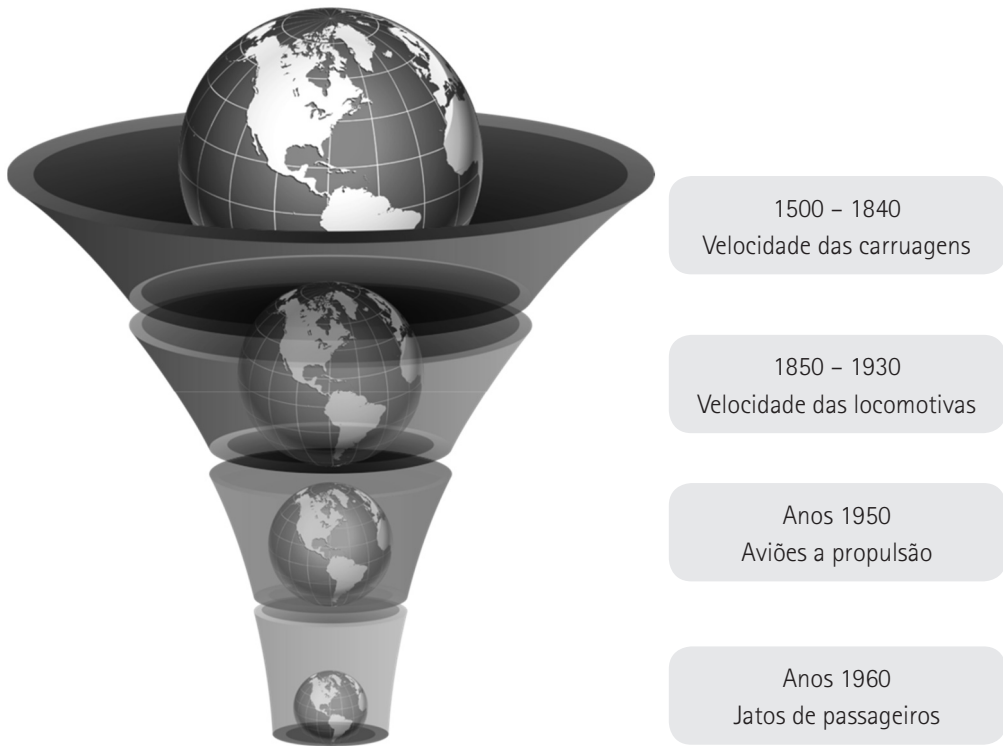 1500 – 1840
Velocidade das carruagens
1850 – 1930
Velocidade das locomotivas
Anos 1950
Aviões a propulsão
Anos 1960
Jatos de passageiros